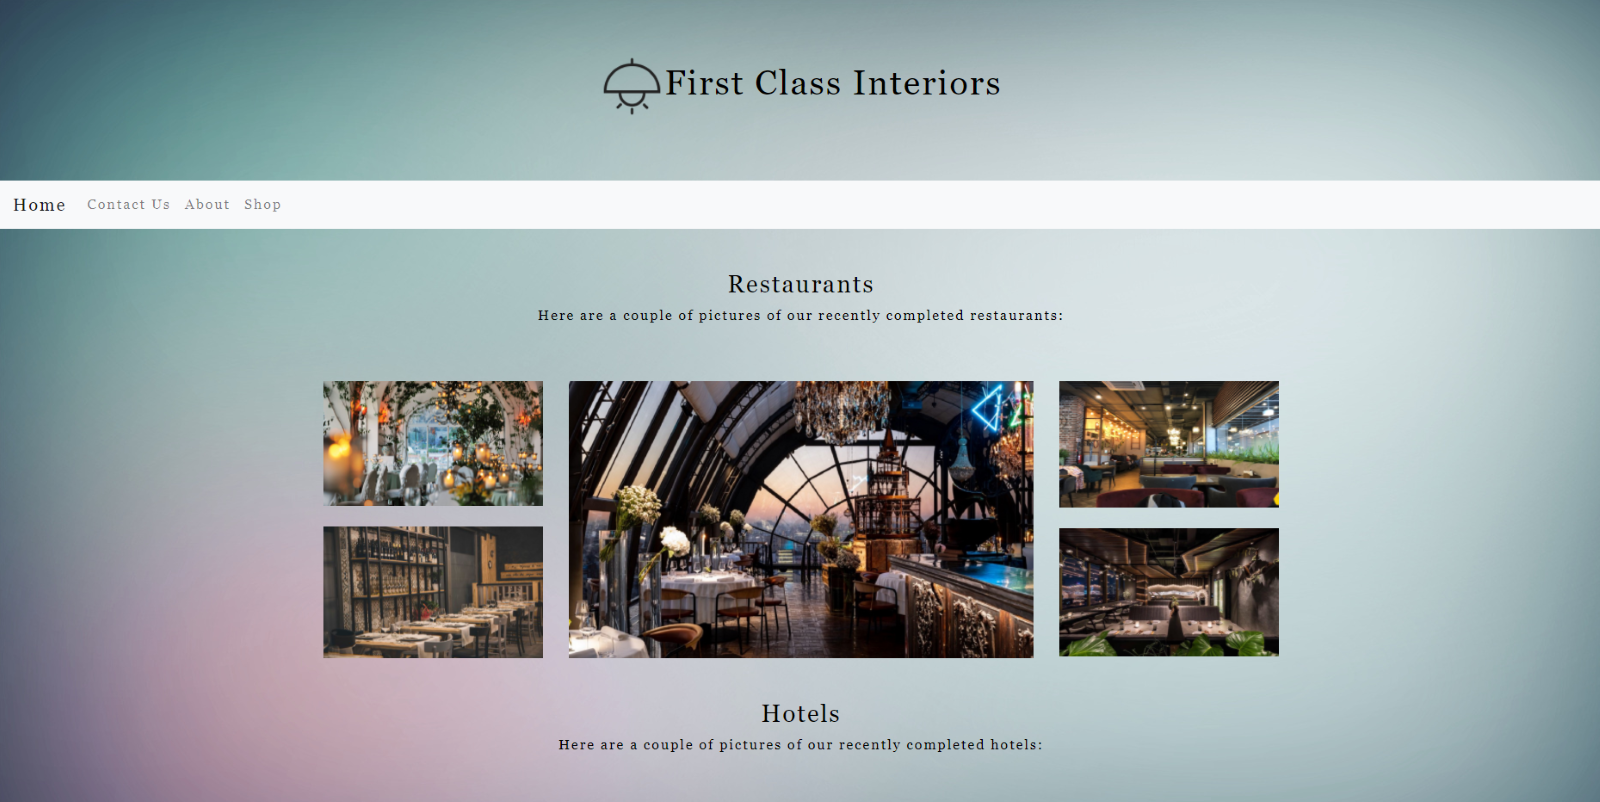 First Class Interiors
Home Contact Us About Shop
Restaurants
Here are a couple of pictures of our recently completed restaurants:
Hotels
Here are a couple of pictures of our recently completed hotels: